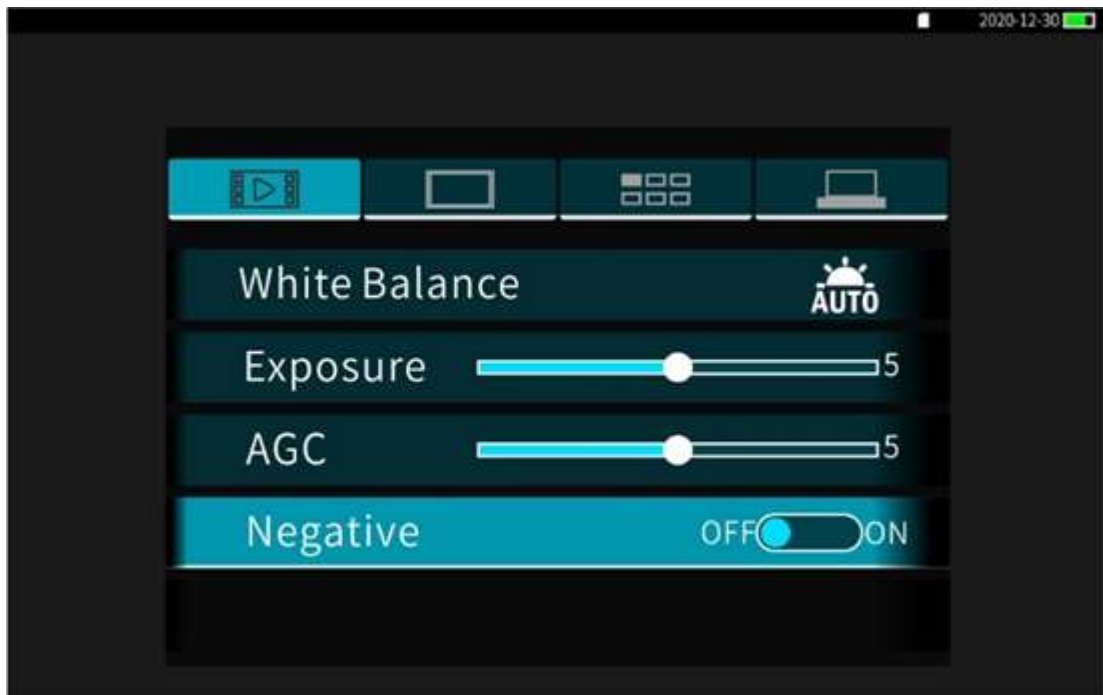 2020-12-30
White Balance
AUTO
Exposure 5
AGC 5
Negative OFF ON